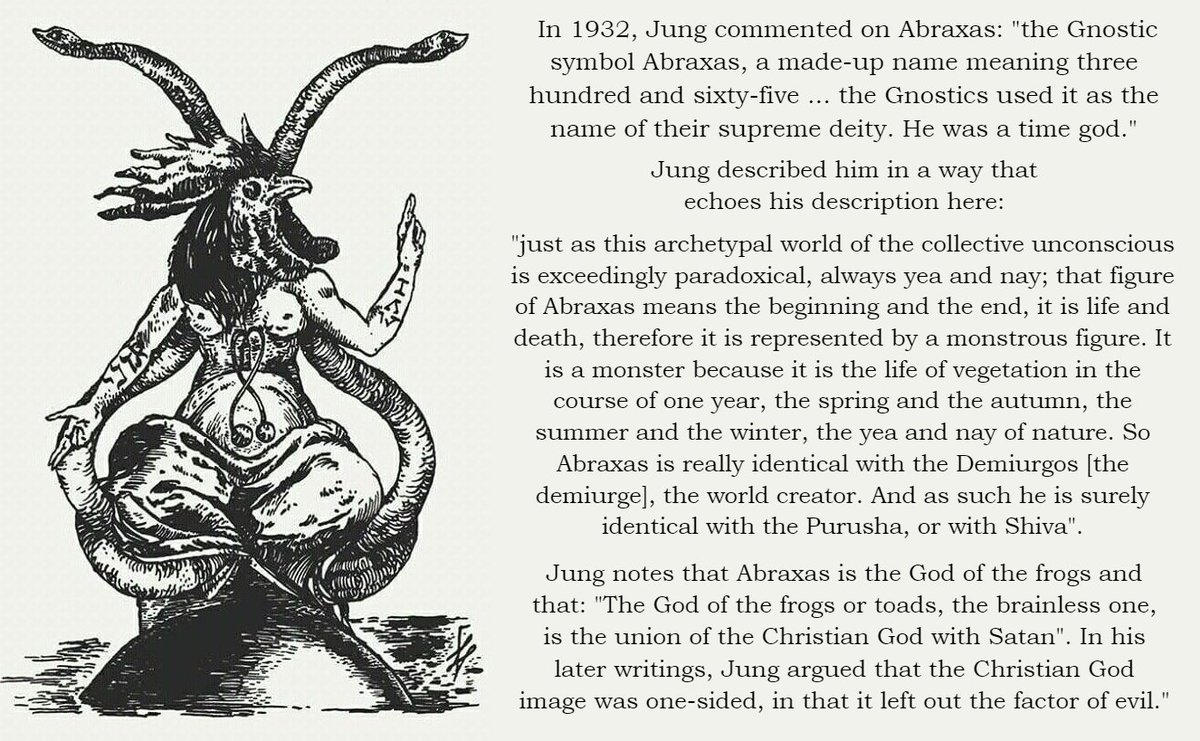 In 1932, Jung commented on Abraxas: "the Gnostic
symbol Abraxas, a made-up name meaning three
hundred and sixty-five ... the Gnostics used it as the
name of their supreme deity. He was a time god."
Jung described him in a way that
echoes his description here:
"just as this archetypal world of the collective unconscious
is exceedingly paradoxical, always yea and nay; that figure
of Abraxas means the beginning and the end, it is life and
death, therefore it is represented by a monstrous figure. It
is a monster because it is the life of vegetation in the
course of one year, the spring and the autumn, the
summer and the winter, the yea and nay of nature. So
Abraxas is really identical with the Demiurgos [the
demiurge], the world creator. And as such he is surely
identical with the Purusha, or with Shiva".
Jung notes that Abraxas is the God of the frogs and
that: "The God of the frogs or toads, the brainless one,
is the union of the Christian God with Satan". In his
later writings, Jung argued that the Christian God
image was one-sided, in that it left out the factor of evil."